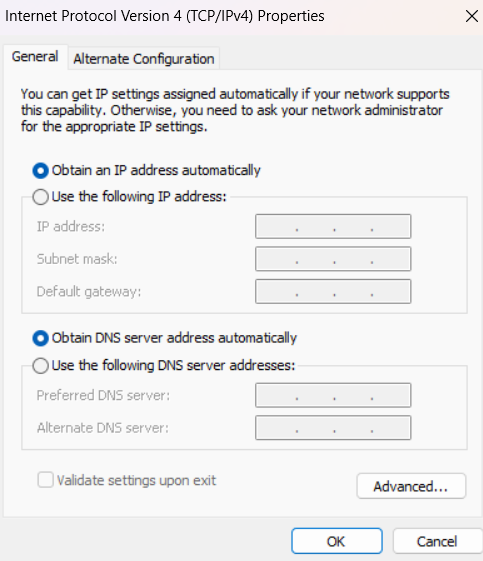 Internet Protocol Version 4 (TCP/IPv4) Properties
General
Alternate Configuration
You can get IP settings assigned automatically if your network supports
this capability. Otherwise, you need to ask your network administrator
for the appropriate IP settings.
Obtain an IP address automatically
Use the following IP address:
IP address:
Subnet mask:
Default gateway:
Obtain DNS server address automatically
Use the following DNS server addresses:
Preferred DNS server:
Alternate DNS server:
Validate settings upon exit
Advanced...
OK
Cancel